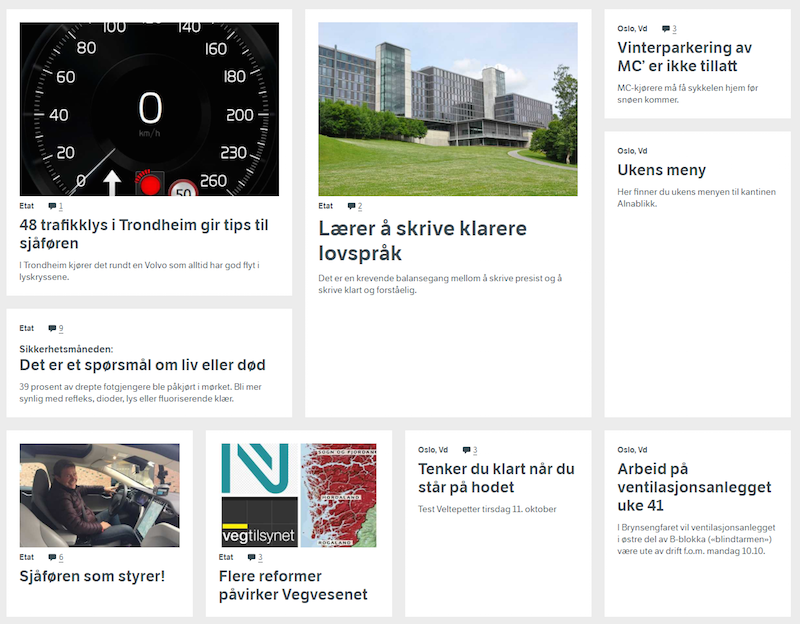 100
140
80
160
60
180
40
0
200
km/h
20
230
0
50
260
Etat 1
48 trafikklys i Trondheim gir tips til
sjåføren
I Trondheim kjører det rundt en Volvo som alltid har god flyt i
lyskryssene.
Etat 2
Lærer å skrive klarere
lovspråk
Det er en krevende balansegang mellom å skrive presist og å
skrive klart og forståelig.
Oslo, Vd 3
Vinterparkering av
MC' er ikke tillatt
MC-kjørere må få sykkelen hjem før
snøen kommer.
Oslo, Vd
Ukens meny
Her finner du ukens menyen til kantinen
Alnablikk.
Etat 9
Sikkerhetsmåneden:
Det er et spørsmål om liv eller død
39 prosent av drepte fotgjengere ble påkjørt i mørket. Bli mer
synlig med refleks, dioder, lys eller fluoriserende klær.
Etat 6
Sjåføren som styrer!
N
vegtilsynet
SOGN OG FJORDANE
HORDALAND
ROGALAND
Etat 3
Flere reformer
påvirker Vegvesenet
Oslo, Vd 3
Tenker du klart når du
står på hodet
Test Veltepetter tirsdag 11. oktober
Oslo, Vd
Arbeid på
ventilasjonsanlegget
uke 41
I Brynsengfaret vil ventilasjonsanlegget
i østre del av B-blokka («blindtarmen»)
være ute av drift f.o.m. mandag 10.10.